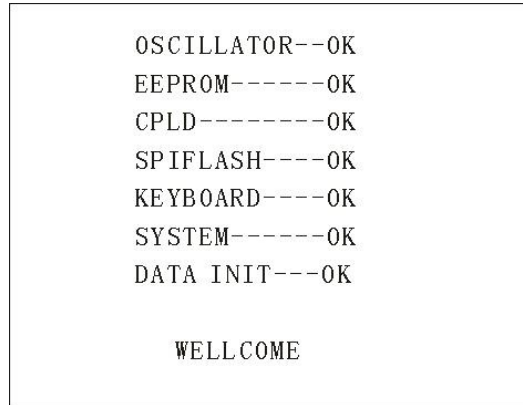 OSCILLATOR--OK
EEPROM------OK
CPLD--------OK
SPIFLASH----OK
KEYBOARD----OK
SYSTEM------OK
DATA INIT---OK
WELLCOME